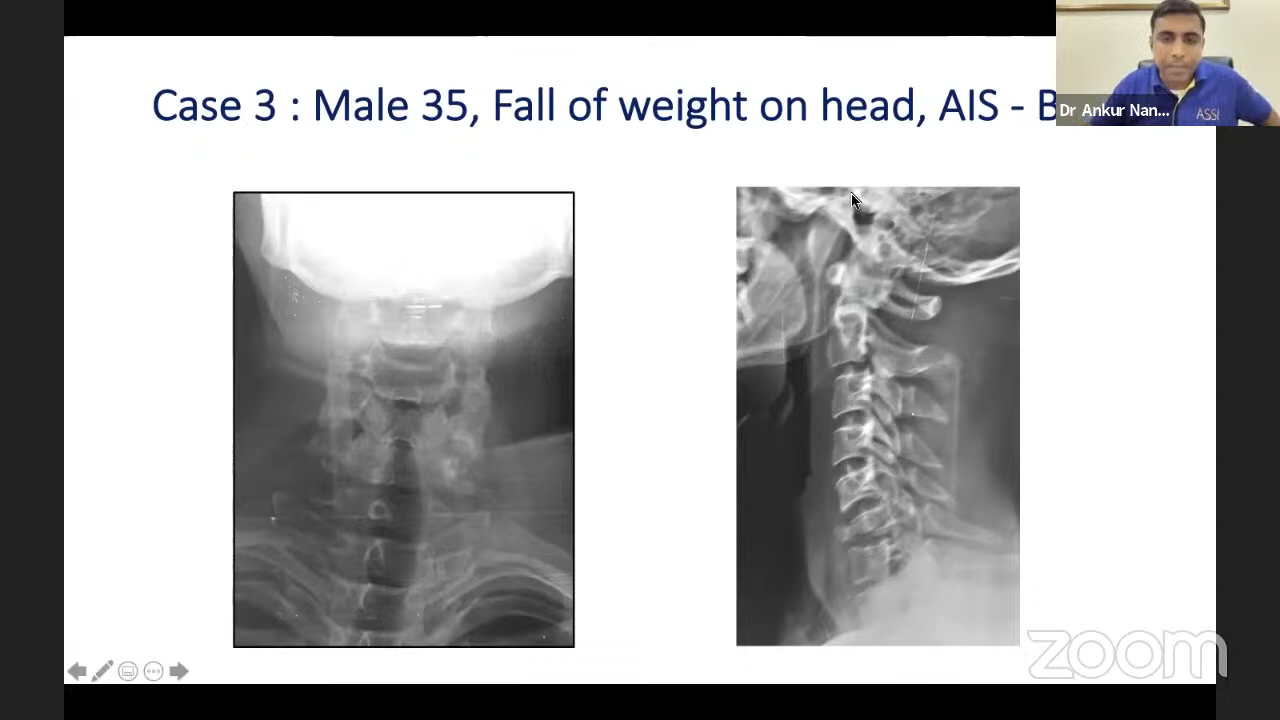 Case 3 : Male 35, Fall of weight on head, AIS - B
Dr Ankur Nan...
ASSI
zoom